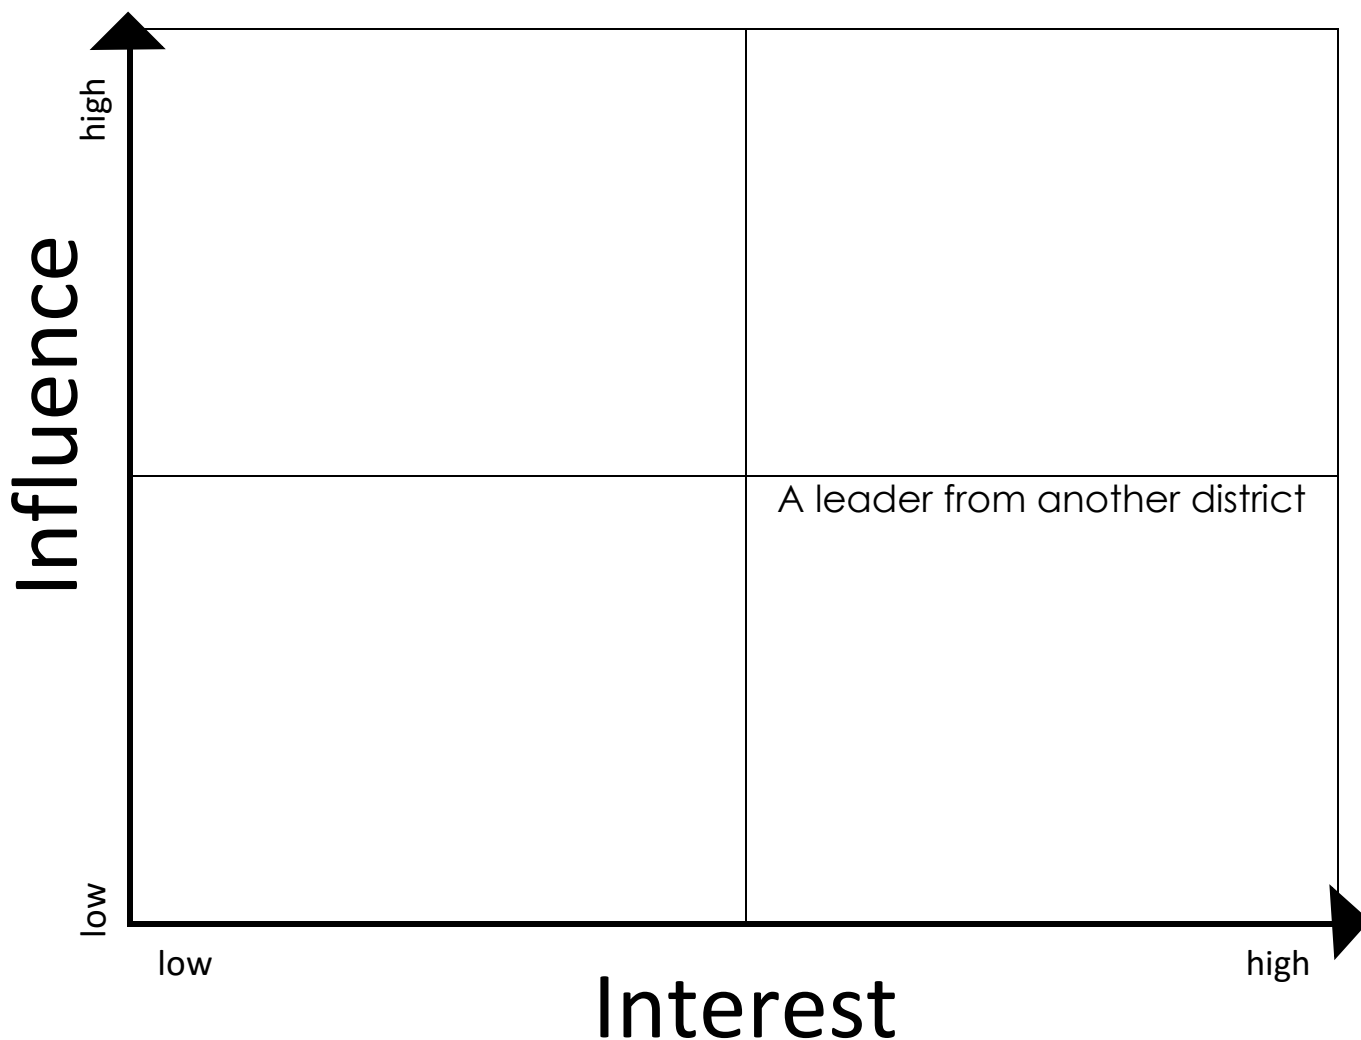 high
Influence
A leader from another district
low
low
high
Interest